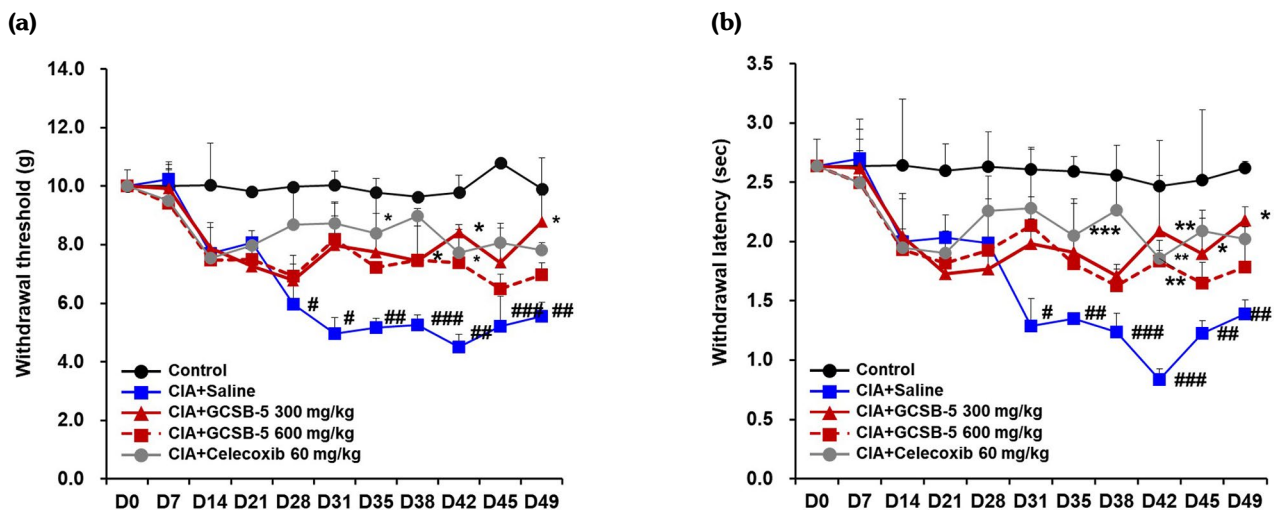 (a)
Withdrawal threshold (g)
14.0
12.0
10.0
8.0
6.0
4.0
2.0
0.0
* * * * *
# # ## ### ## ### ##
Control
CIA+Saline
CIA+GCSB-5 300 mg/kg
CIA+GCSB-5 600 mg/kg
CIA+Celecoxib 60 mg/kg
D0 D7 D14 D21 D28 D31 D35 D38 D42 D45 D49
(b)
Withdrawal latency (sec)
3.5
3.0
2.5
2.0
1.5
1.0
0.5
0.0
*** ** ** ** * *
# ## ### ### ## ##
Control
CIA+Saline
CIA+GCSB-5 300 mg/kg
CIA+GCSB-5 600 mg/kg
CIA+Celecoxib 60 mg/kg
D0 D7 D14 D21 D28 D31 D35 D38 D42 D45 D49